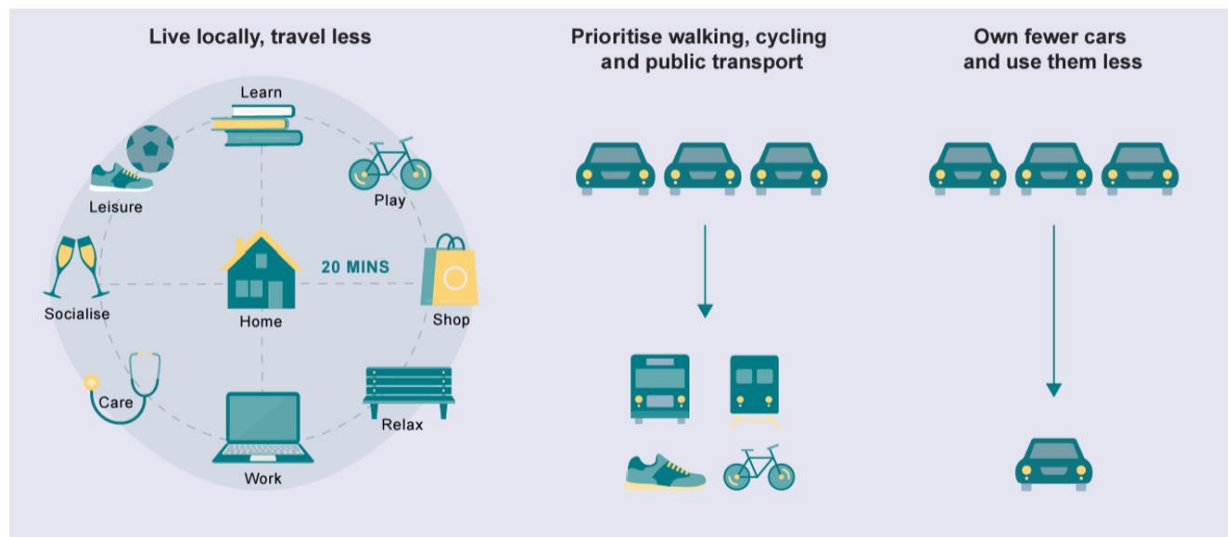 Live locally, travel less
Learn
Play
Leisure
20 MINS
Socialise
Home
Shop
Care
Relax
Work
Prioritise walking, cycling
and public transport
Own fewer cars
and use them less